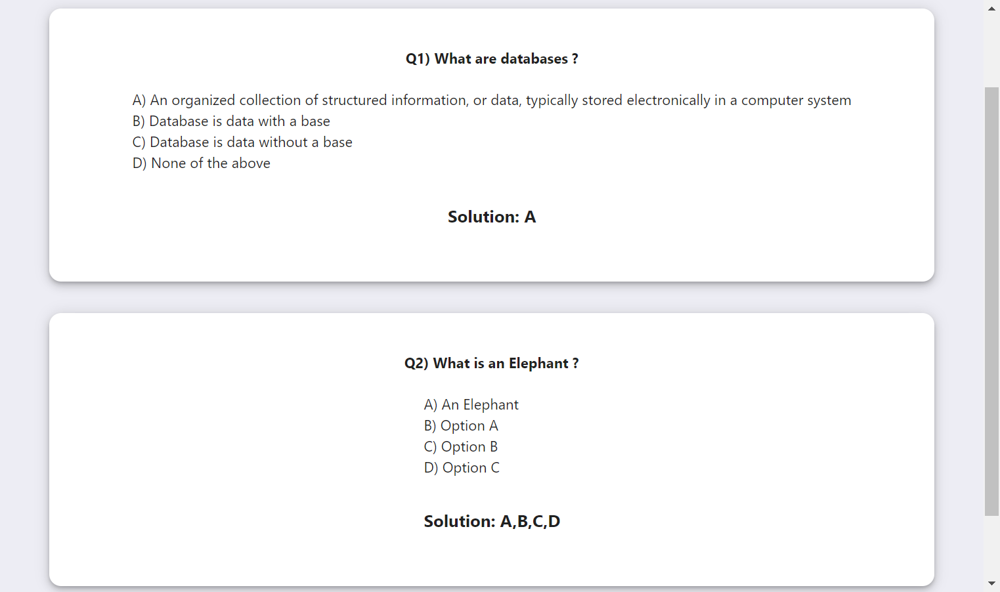 Q1) What are databases ?
A) An organized collection of structured information, or data, typically stored electronically in a computer system
B) Database is data with a base
C) Database is data without a base
D) None of the above
Solution: A
Q2) What is an Elephant ?
A) An Elephant
B) Option A
C) Option B
D) Option C
Solution: A,B,C,D